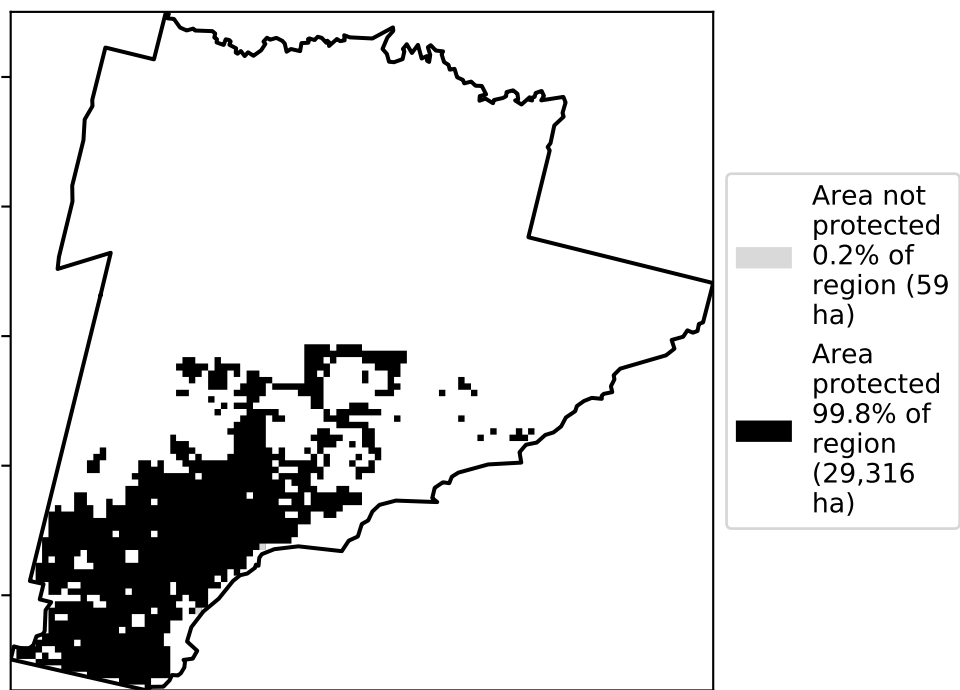 Area not
protected
0.2% of
region (59
ha)
Area
protected
99.8% of
region
(29,316
ha)